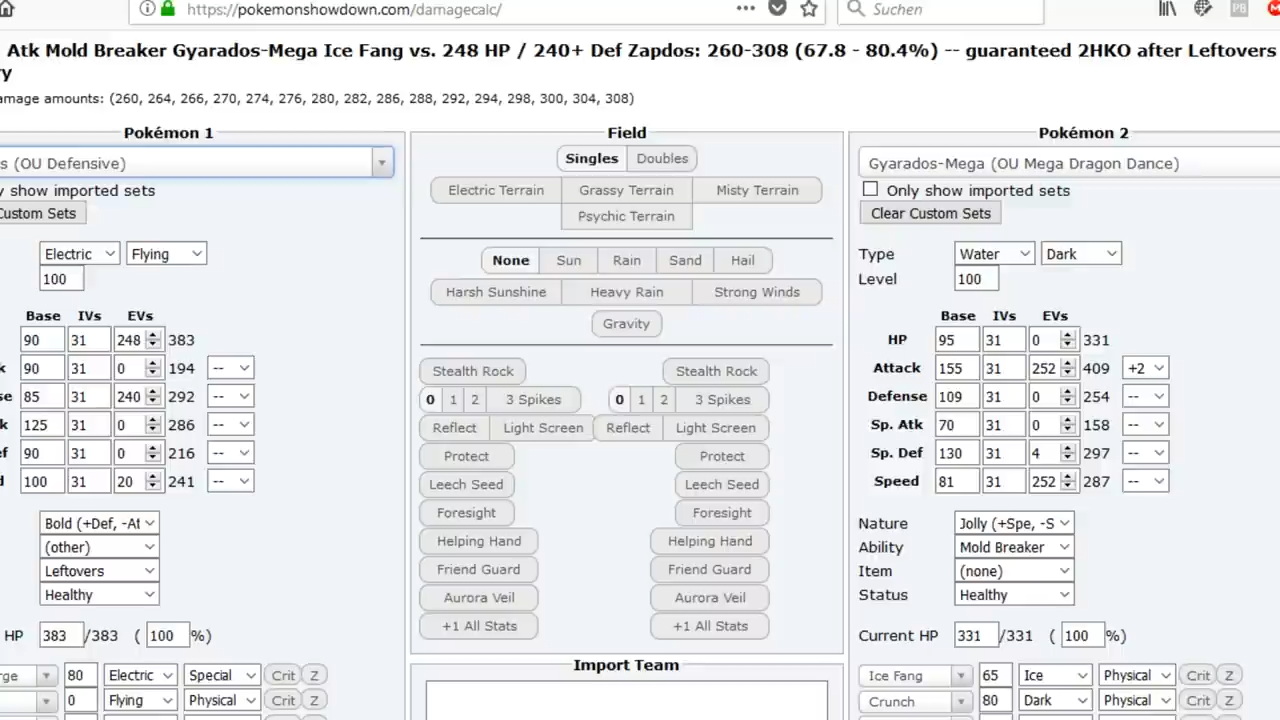 https://pokemonshowdown.com/damagecalc/
Suchen
Atk Mold Breaker Gyarados-Mega Ice Fang vs. 248 HP / 240+ Def Zapdos: 260-308 (67.8 - 80.4%) -- guaranteed 2HKO after Leftovers
ry
amage amounts: (260, 264, 266, 270, 274, 276, 280, 282, 286, 288, 292, 294, 298, 300, 304, 308)
Pokémon 1
s (OU Defensive)
y show imported sets
Custom Sets
Electric Flying
100
Base IVs EVs
90 31 248 383
k 90 31 0 194 --
se 85 31 240 292 --
k 125 31 0 286 --
ef 90 31 0 216 --
d 100 31 20 241 --
Bold (+Def, -At
(other)
Leftovers
Healthy
HP 383 /383 ( 100 %)
rge 80 Electric Special Crit Z
0 Flying Physical Crit Z
Field
Singles Doubles
Electric Terrain Grassy Terrain Misty Terrain
Psychic Terrain
None Sun Rain Sand Hail
Harsh Sunshine Heavy Rain Strong Winds
Gravity
Stealth Rock Stealth Rock
0 1 2 3 Spikes 0 1 2 3 Spikes
Reflect Light Screen Reflect Light Screen
Protect Protect
Leech Seed Leech Seed
Foresight Foresight
Helping Hand Helping Hand
Friend Guard Friend Guard
Aurora Veil Aurora Veil
+1 All Stats +1 All Stats
Import Team
Pokémon 2
Gyarados-Mega (OU Mega Dragon Dance)
Only show imported sets
Clear Custom Sets
Type Water Dark
Level 100
Base IVs EVs
HP 95 31 0 331
Attack 155 31 252 409 +2
Defense 109 31 0 254 --
Sp. Atk 70 31 0 158 --
Sp. Def 130 31 4 297 --
Speed 81 31 252 287 --
Nature Jolly (+Spe, -S
Ability Mold Breaker
Item (none)
Status Healthy
Current HP 331 /331 ( 100 %)
Ice Fang 65 Ice Physical Crit Z
Crunch 80 Dark Physical Crit Z